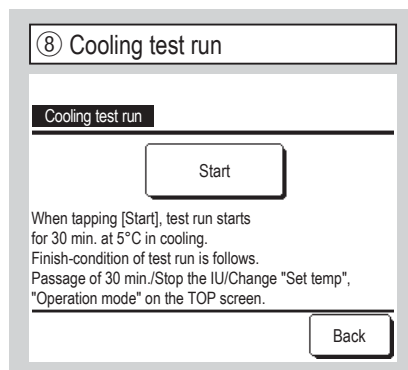 ⑧ Cooling test run
Cooling test run
Start
When tapping [Start], test run starts
for 30 min. at 5°C in cooling.
Finish-condition of test run is follows.
Passage of 30 min./Stop the IU/Change "Set temp",
"Operation mode" on the TOP screen.
Back